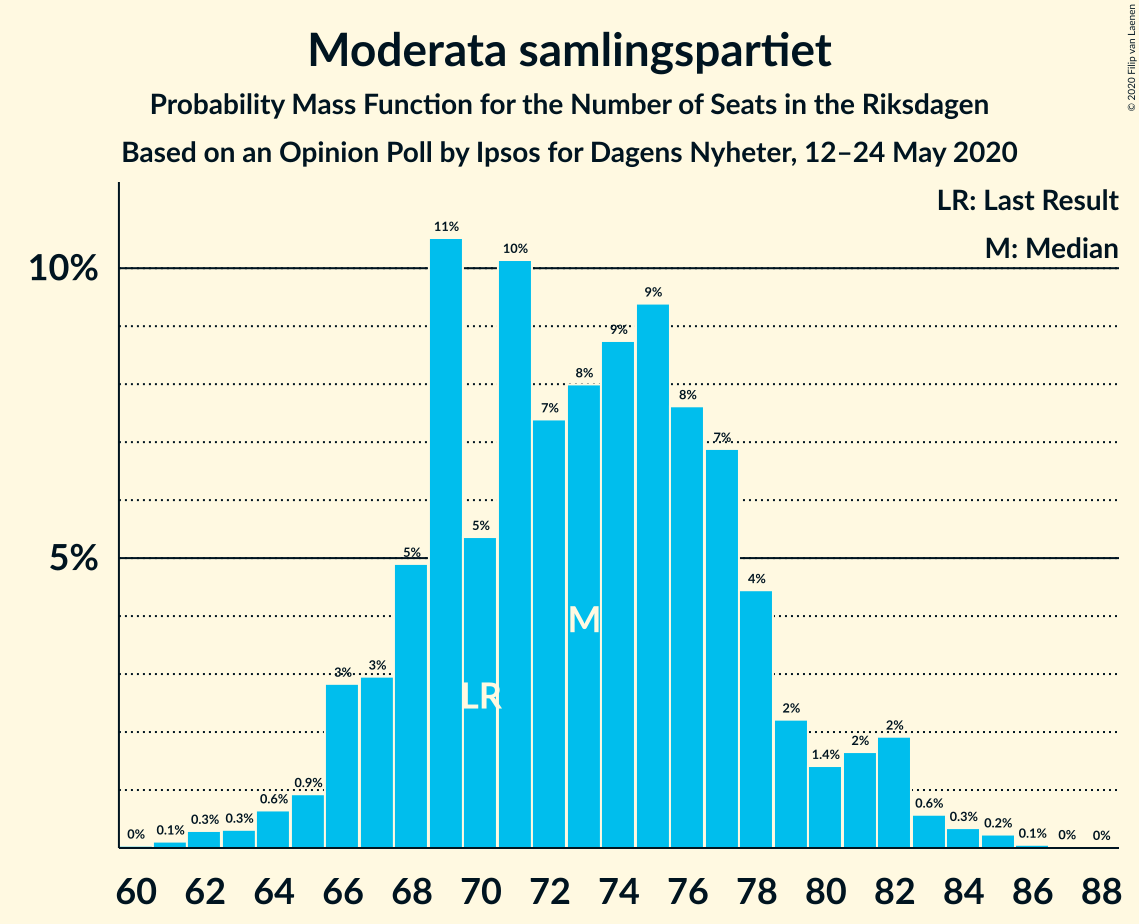 © 2020 Filip van Laenen
Moderata samlingspartiet
Probability Mass Function for the Number of Seats in the Riksdagen
Based on an Opinion Poll by Ipsos for Dagens Nyheter, 12–24 May 2020
LR: Last Result
M: Median
10%
5%
0% 0.1% 0.3% 0.3% 0.6% 0.9% 3% 3% 5% 11% 5% 10% 7% 8% 9% 9% 8% 7% 4% 2% 1.4% 2% 2% 0.6% 0.3% 0.2% 0.1% 0% 0%
M
LR
60 62 64 66 68 70 72 74 76 78 80 82 84 86 88